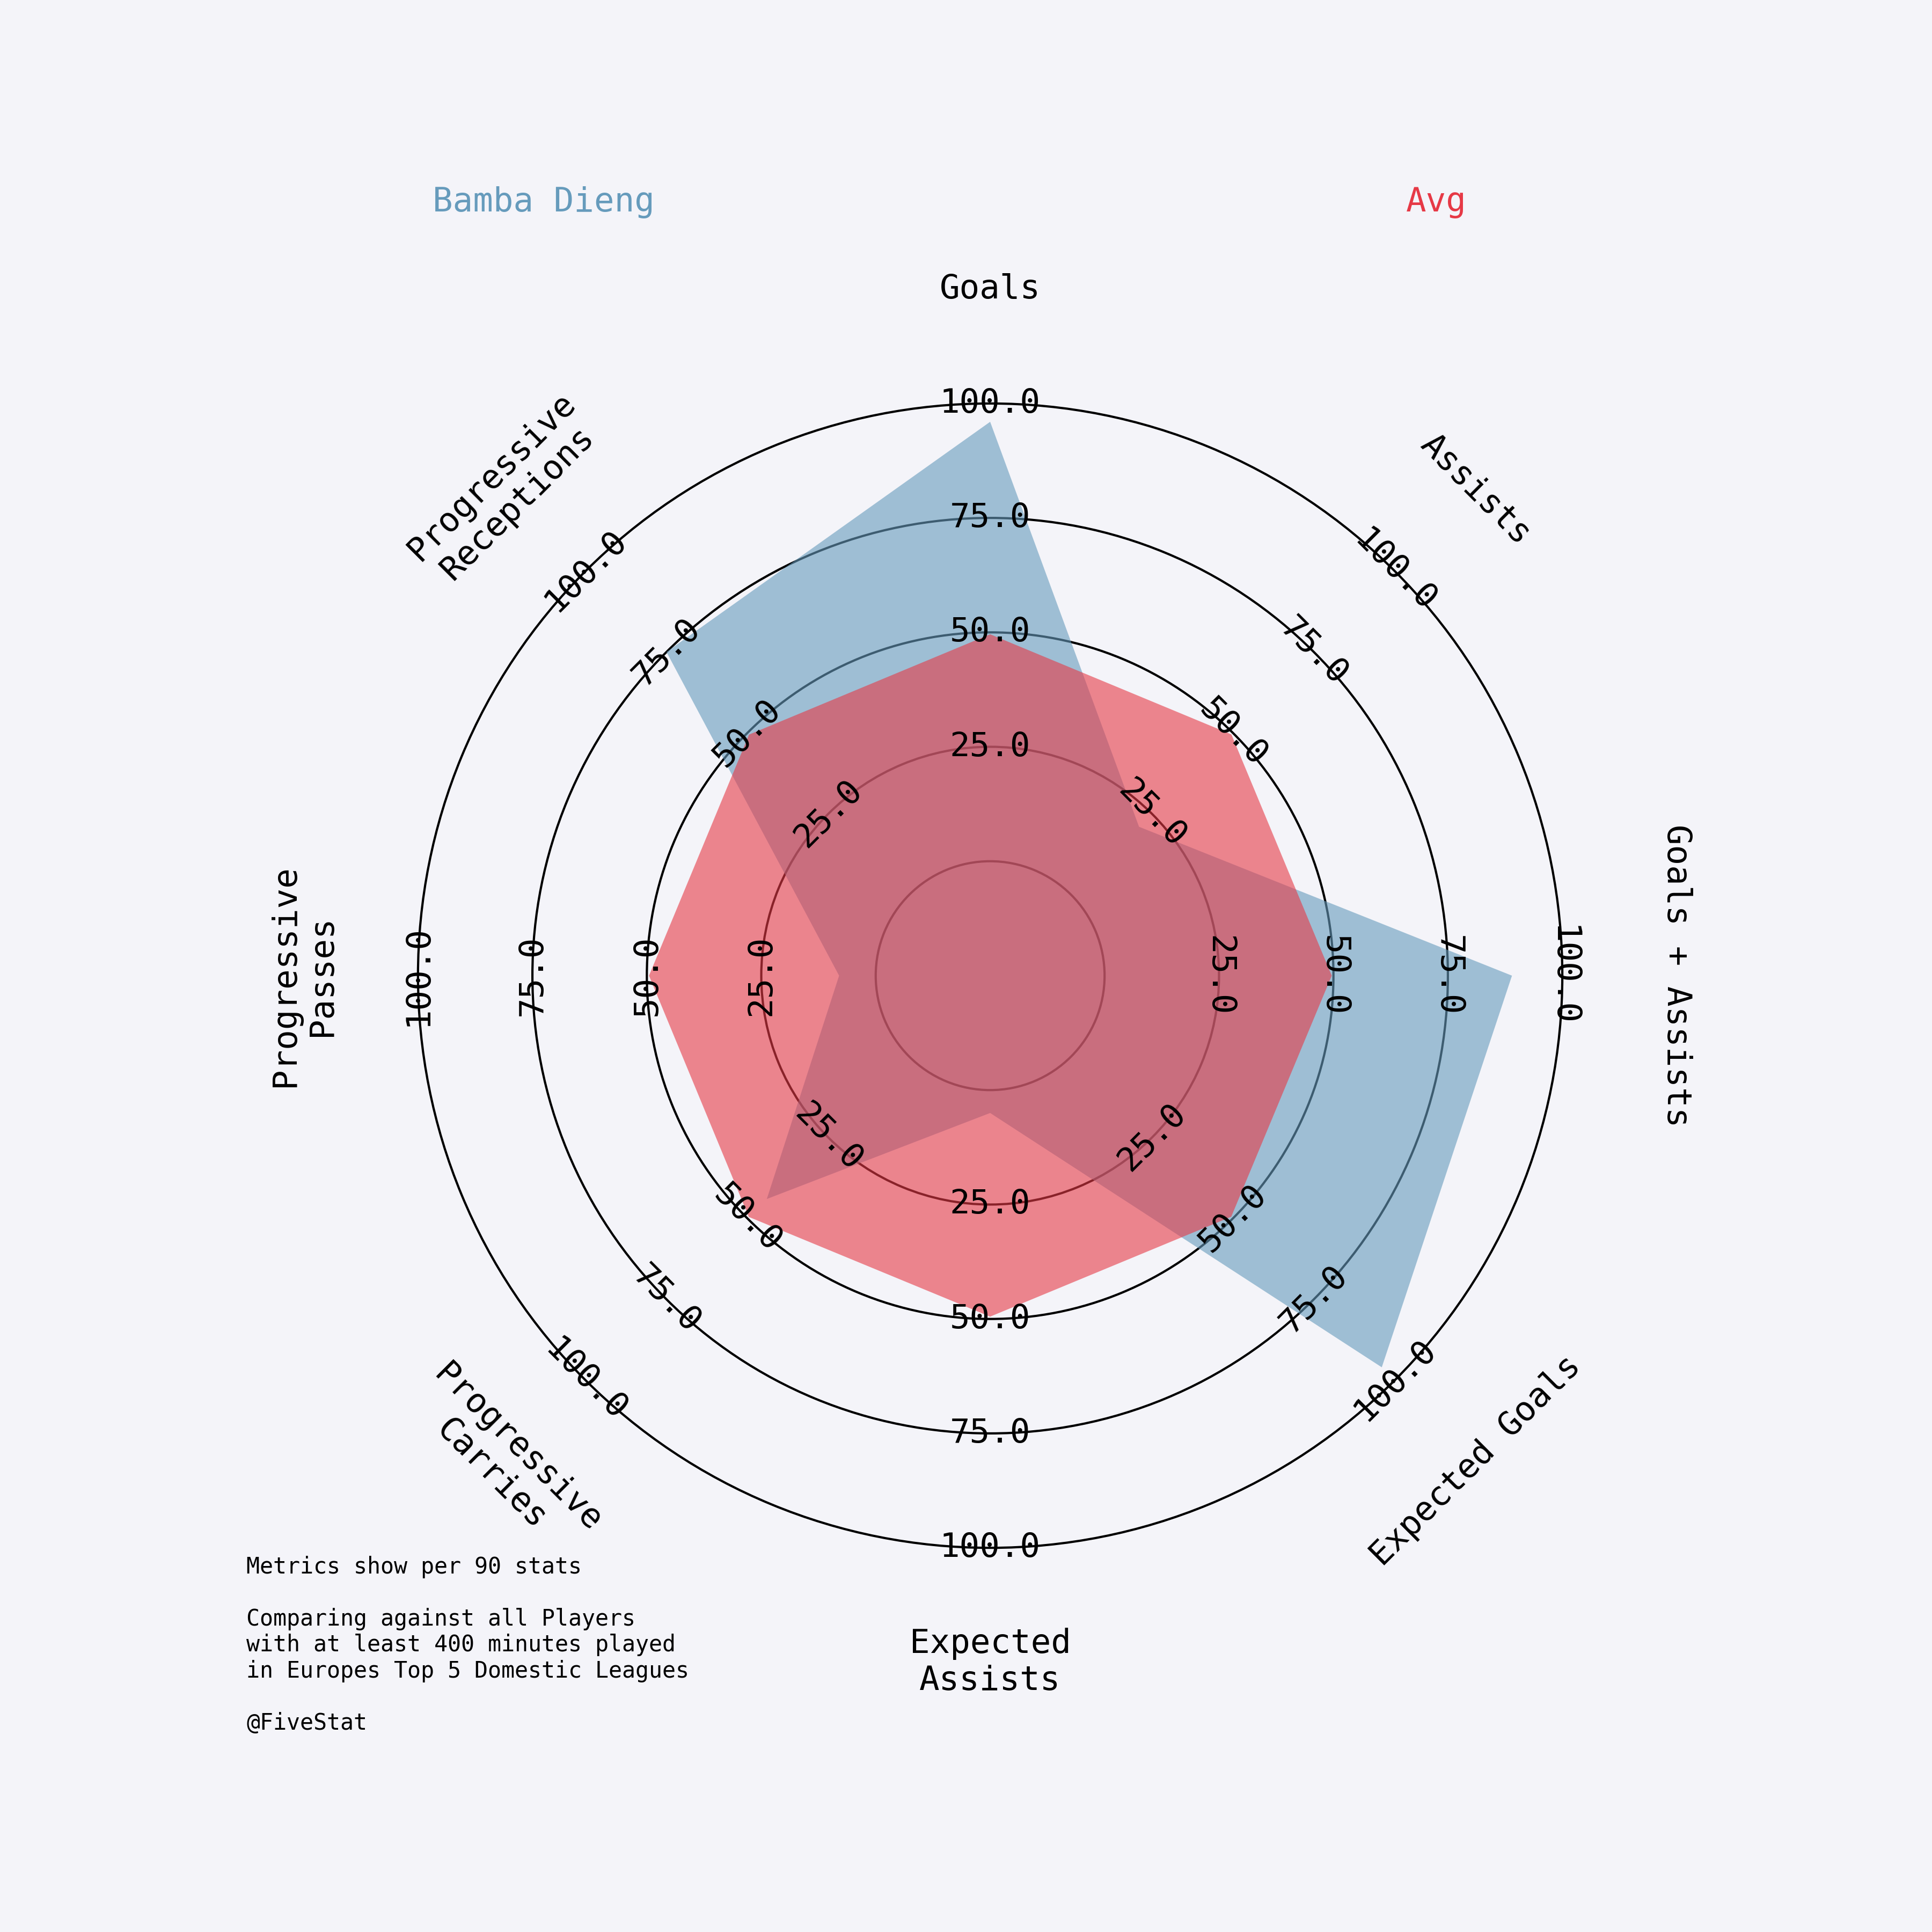 Bamba Dieng
Avg
Goals
Assists
Goals + Assists
Expected Goals
Expected
Assists
Progressive
Carries
Progressive
Passes
Progressive
Receptions
25.0
50.0
75.0
100.0
25.0
50.0
75.0
100.0
25.0
50.0
75.0
100.0
25.0
50.0
75.0
100.0
25.0
50.0
75.0
100.0
25.0
50.0
75.0
100.0
25.0
50.0
75.0
100.0
25.0
50.0
75.0
100.0
Metrics show per 90 stats
Comparing against all Players
with at least 400 minutes played
in Europes Top 5 Domestic Leagues
@FiveStat